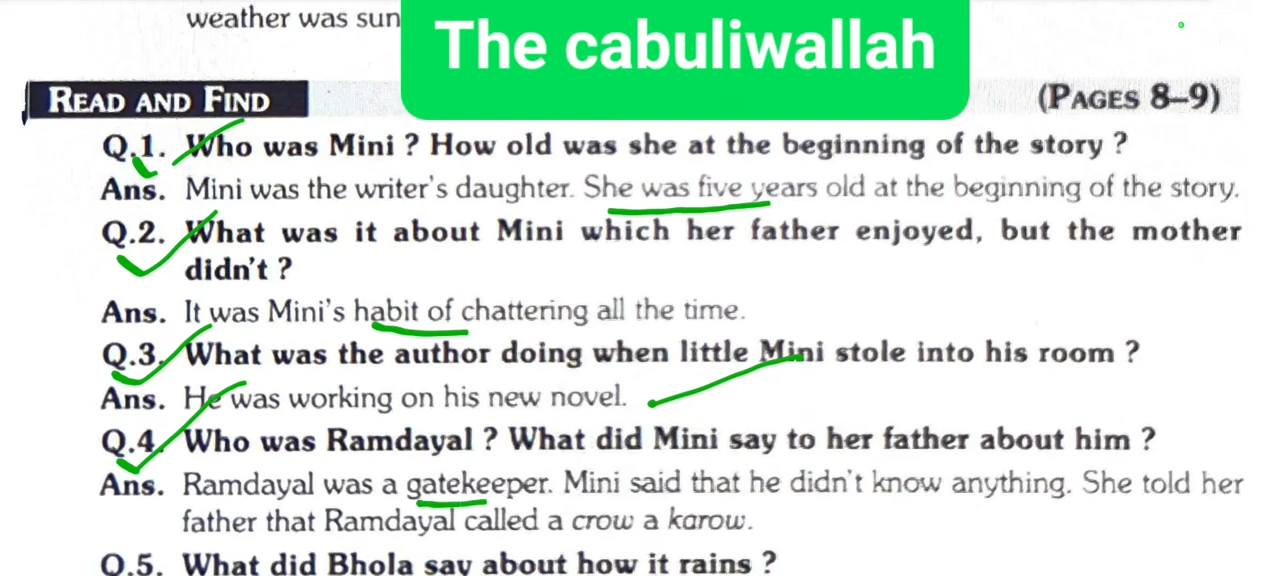 weather was sun
The cabuliwallah
READ AND FIND (PAGES 8–9)
Q.1. Who was Mini ? How old was she at the beginning of the story ?
Ans. Mini was the writer's daughter. She was five years old at the beginning of the story.
Q.2. What was it about Mini which her father enjoyed, but the mother
didn't ?
Ans. It was Mini's habit of chattering all the time.
Q.3. What was the author doing when little Mini stole into his room ?
Ans. He was working on his new novel.
Q.4. Who was Ramdayal ? What did Mini say to her father about him ?
Ans. Ramdayal was a gatekeeper. Mini said that he didn't know anything. She told her
father that Ramdayal called a crow a karow.
Q.5. What did Bhola say about how it rains ?